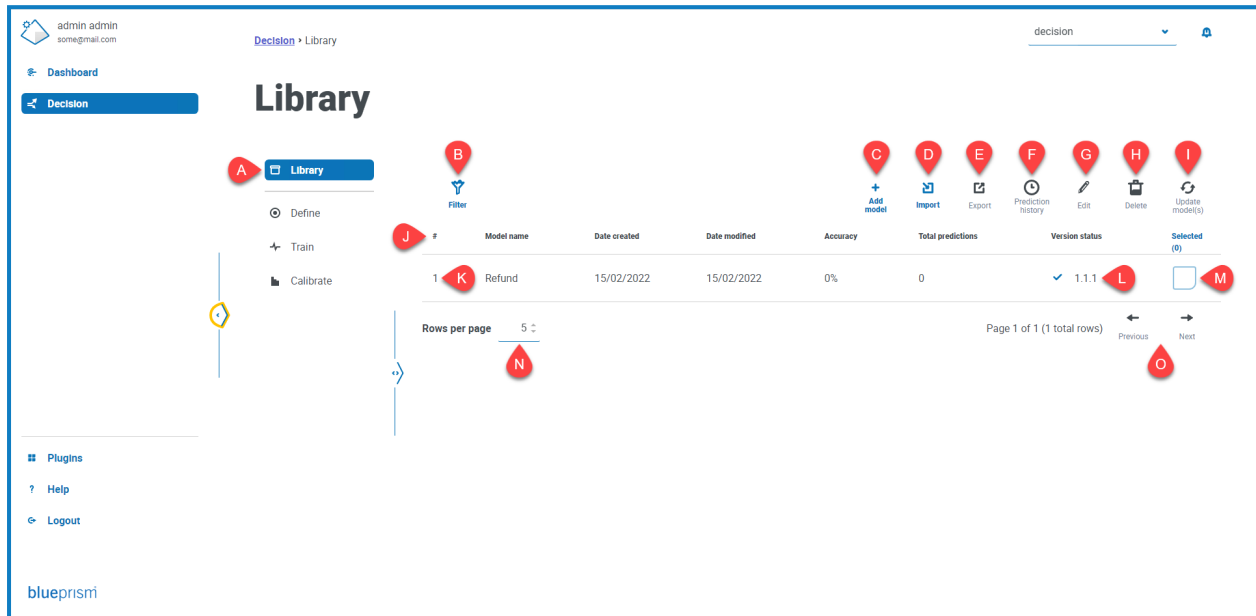 admin admin
some@mail.com
Decision › Library
decision
Dashboard
Decision
Library
A
Library
B
Filter
C
Add
model
D
Import
E
Export
F
Prediction
history
G
Edit
H
Delete
I
Update
model(s)
Define
Train
Calibrate
J
# Model name Date created Date modified Accuracy Total predictions Version status Selected
(0)
1 K Refund 15/02/2022 15/02/2022 0% 0 1.1.1 L M
Rows per page 5 Page 1 of 1 (1 total rows)
Previous Next
N
O
Plugins
? Help
Logout
blueprism